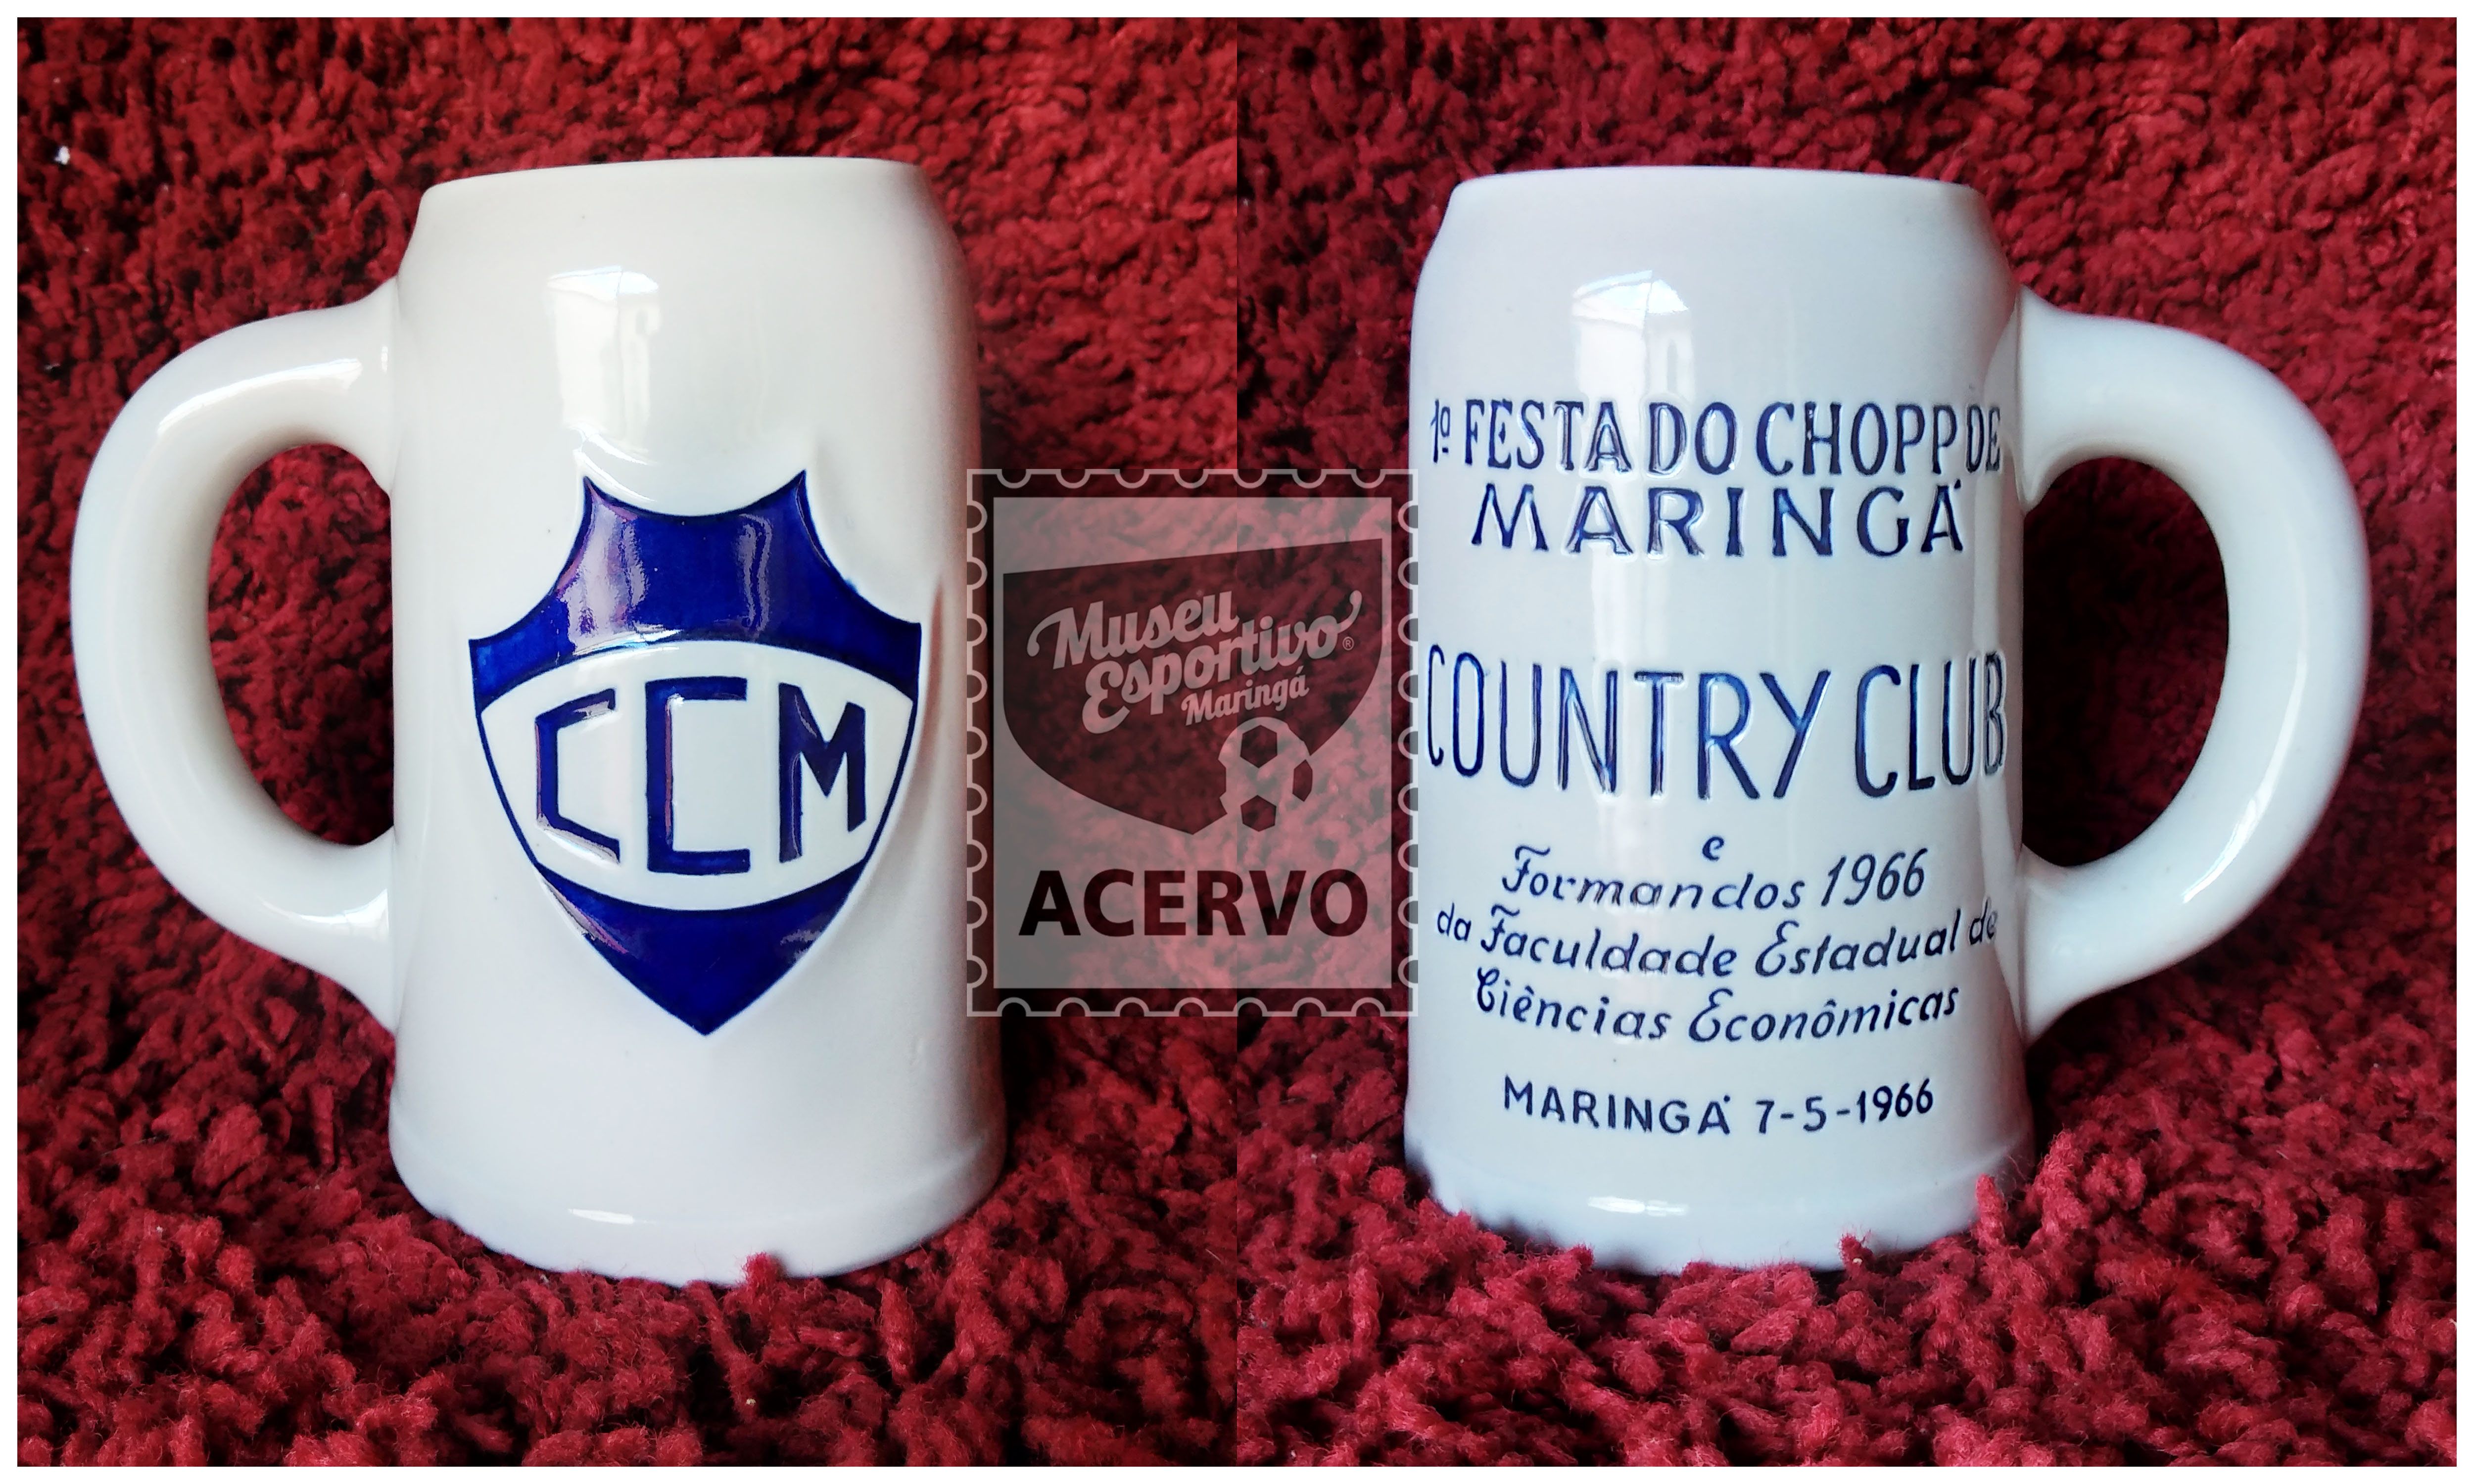 CCM
Museu
Esportivo®
Maringá
ACERVO
1ª FESTA DO CHOPP DE
MARINGÁ
COUNTRY CLUB
e
Formandos 1966
da Faculdade Estadual de
Ciências Econômicas
MARINGÁ 7-5-1966